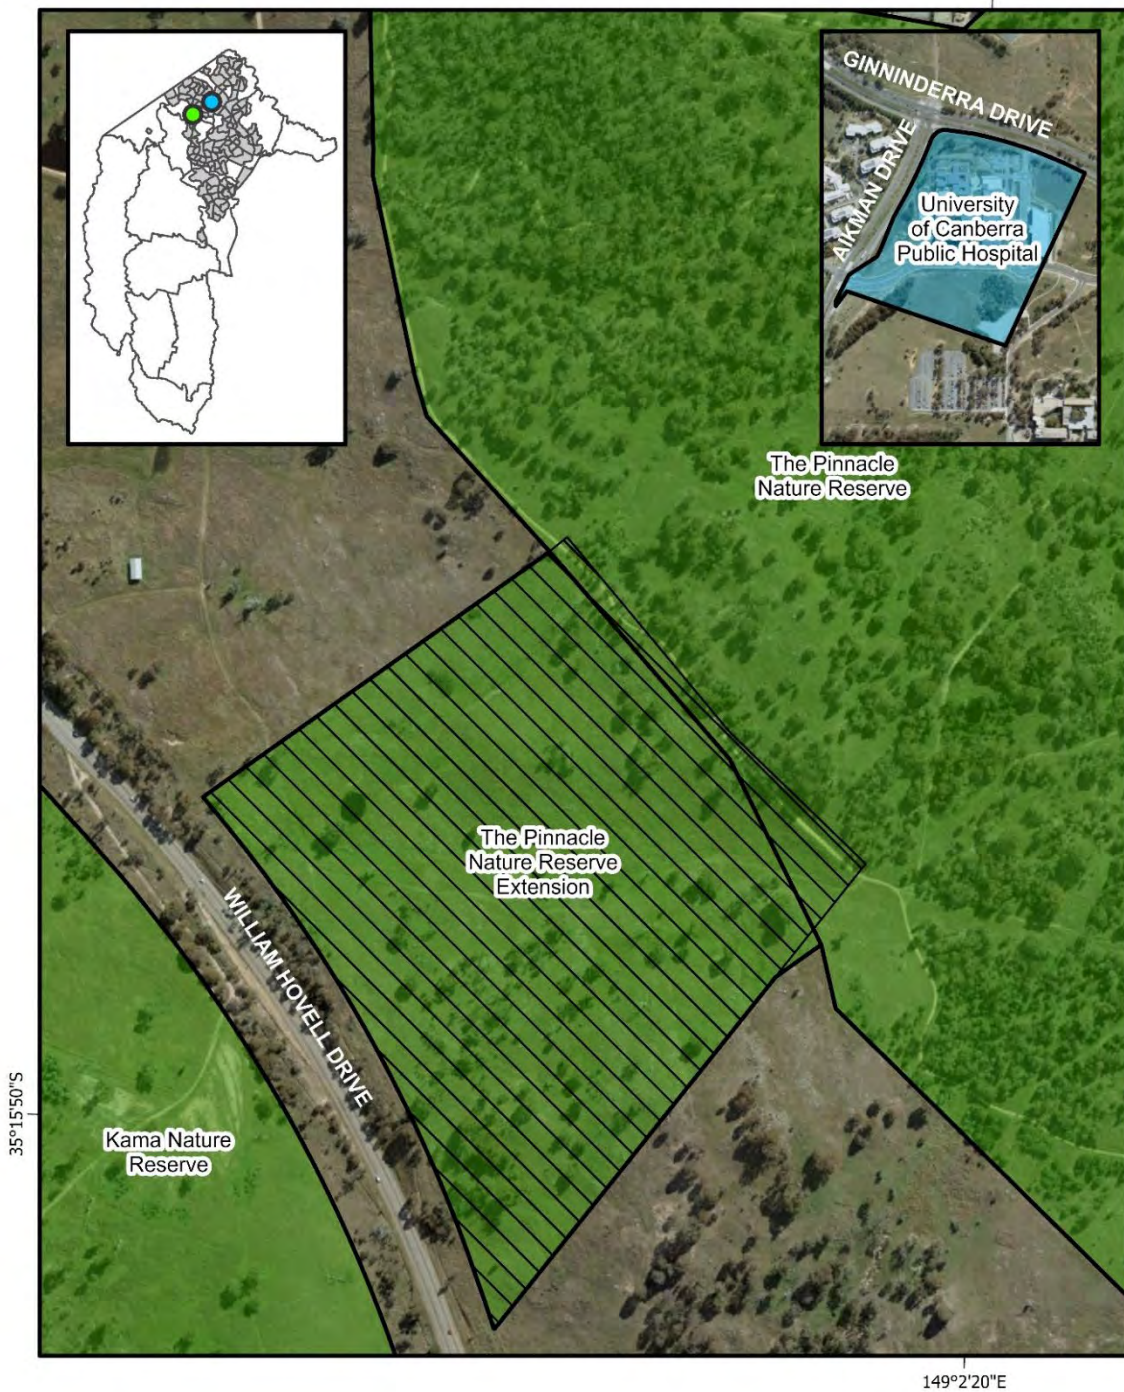 GINNINDERRA DRIVE
AIKMAN DRIVE
University
of Canberra
Public Hospital
The Pinnacle
Nature Reserve
The Pinnacle
Nature Reserve
Extension
WILLIAM HOVELL DRIVE
Kama Nature
Reserve
35°15'50"S
149°2'20"E